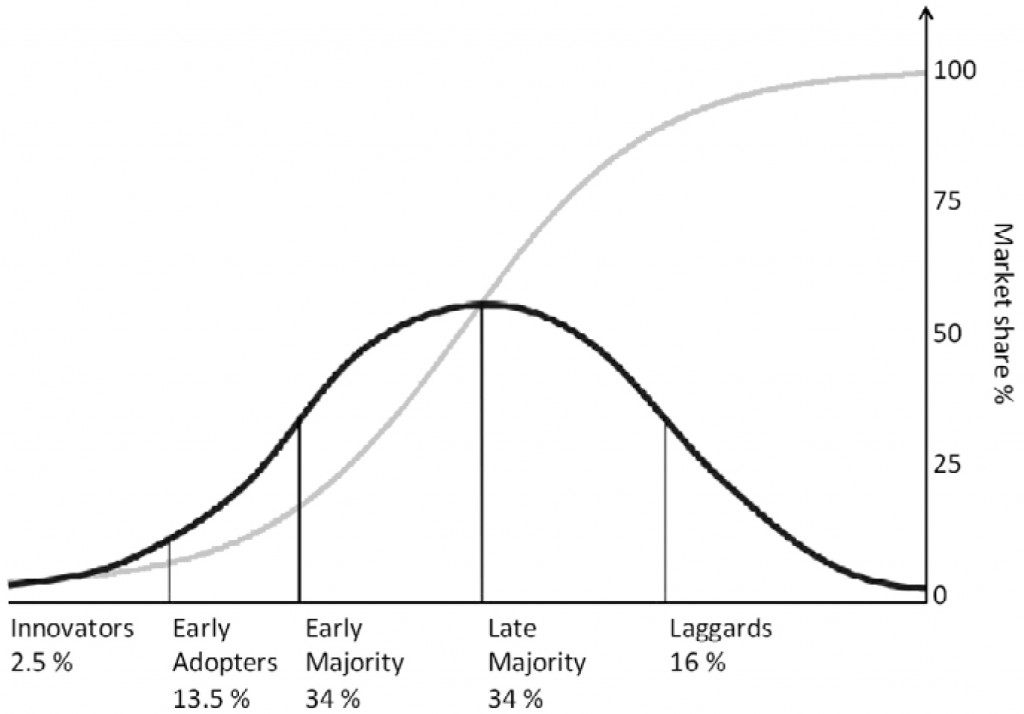 100
75
50
25
0
Market share %
Innovators
2.5 %
Early
Adopters
13.5 %
Early
Majority
34 %
Late
Majority
34 %
Laggards
16 %